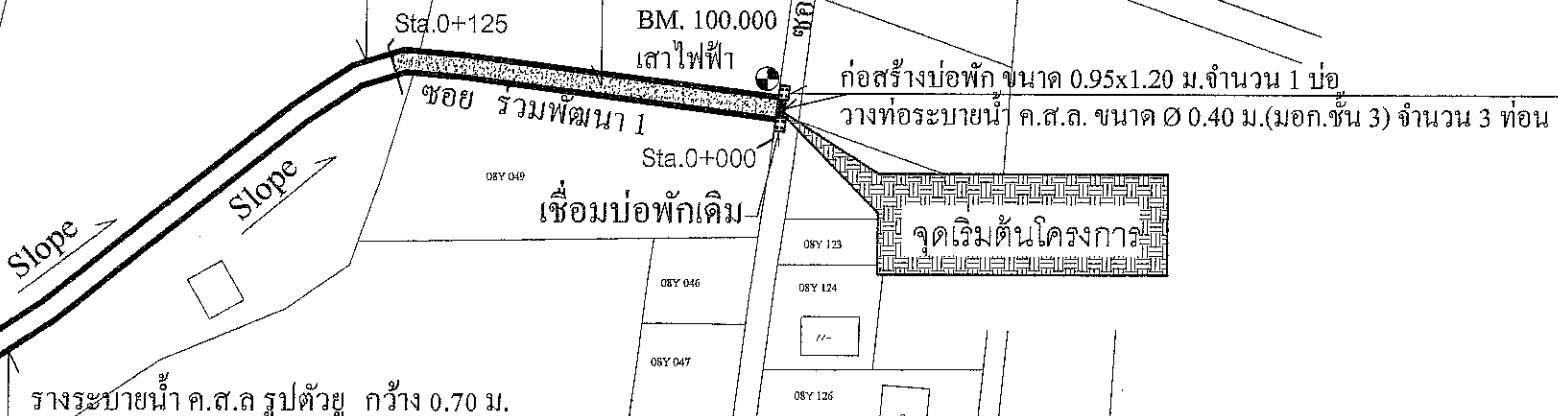 Sta.0+125
BM. 100.000
เสาไฟฟ้า
ซอ
ก่อสร้างบ่อพัก ขนาด 0.95x1.20 ม.จำนวน 1 บ่อ
วางท่อระบายน้ำ ค.ส.ล. ขนาด Ø 0.40 ม.(มอก.ชั้น 3) จำนวน 3 ท่อน
ซอย ร่วมพัฒนา 1
Sta.0+000
08Y 049
เชื่อมบ่อพักเดิม
จุดเริ่มต้นโครงการ
Slope
Slope
08Y 123
08Y 046
08Y 124
08Y 047
08Y 126
รางระบายน้ำ ค.ส.ล รูปตัวยู กว้าง 0.70 ม.